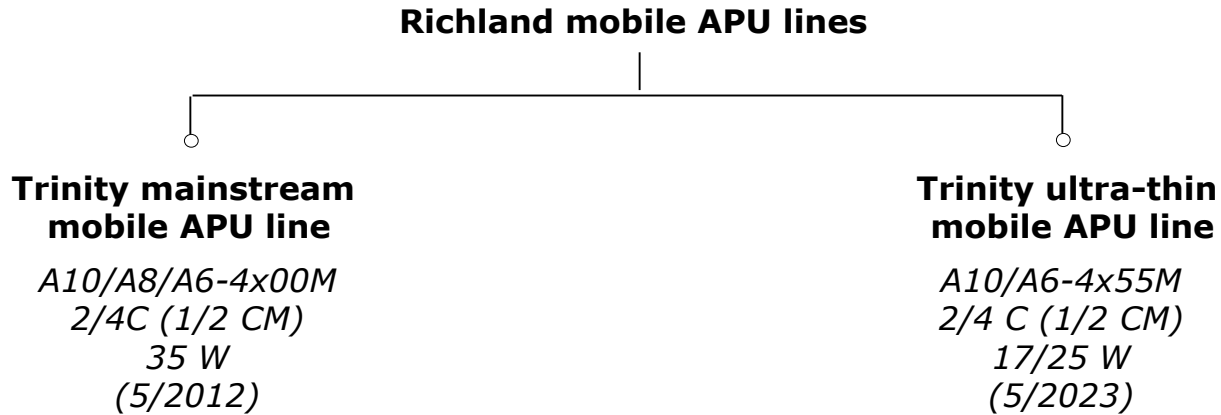 Richland mobile APU lines
Trinity mainstream
mobile APU line
A10/A8/A6-4x00M
2/4C (1/2 CM)
35 W
(5/2012)
Trinity ultra-thin
mobile APU line
A10/A6-4x55M
2/4 C (1/2 CM)
17/25 W
(5/2023)